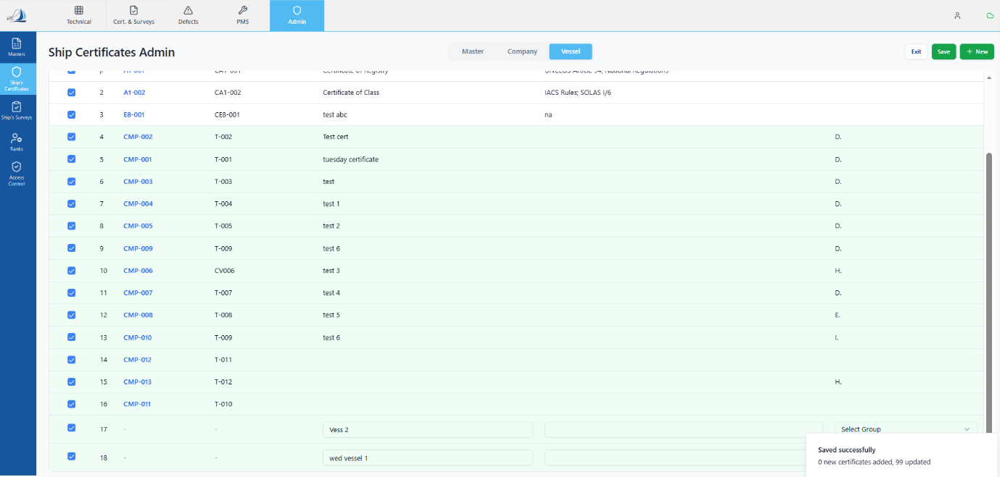 Technical Cert. & Surveys Defects PMS Admin
Masters
Ship's Certificates
Ship's Surveys
Ranks
Access Control
Ship Certificates Admin Master Company Vessel Exit Save + New
A1-001 CA1-001 Certificate of Registry UNCLOS Article 94; National Regulations
2 A1-002 CA1-002 Certificate of Class IACS Rules; SOLAS I/6
3 E8-001 CE8-001 test abc na
4 CMP-002 T-002 Test cert D.
5 CMP-001 T-001 tuesday certificate D.
6 CMP-003 T-003 test D.
7 CMP-004 T-004 test 1 D.
8 CMP-005 T-005 test 2 D.
9 CMP-009 T-009 test 6 D.
10 CMP-006 CV006 test 3 H.
11 CMP-007 T-007 test 4 D.
12 CMP-008 T-008 test 5 E.
13 CMP-010 T-009 test 6 I.
14 CMP-012 T-011
15 CMP-013 T-012 H.
16 CMP-011 T-010
17 - - Vess 2 Select Group
18 - - wed vessel 1
Saved successfully
0 new certificates added, 99 updated